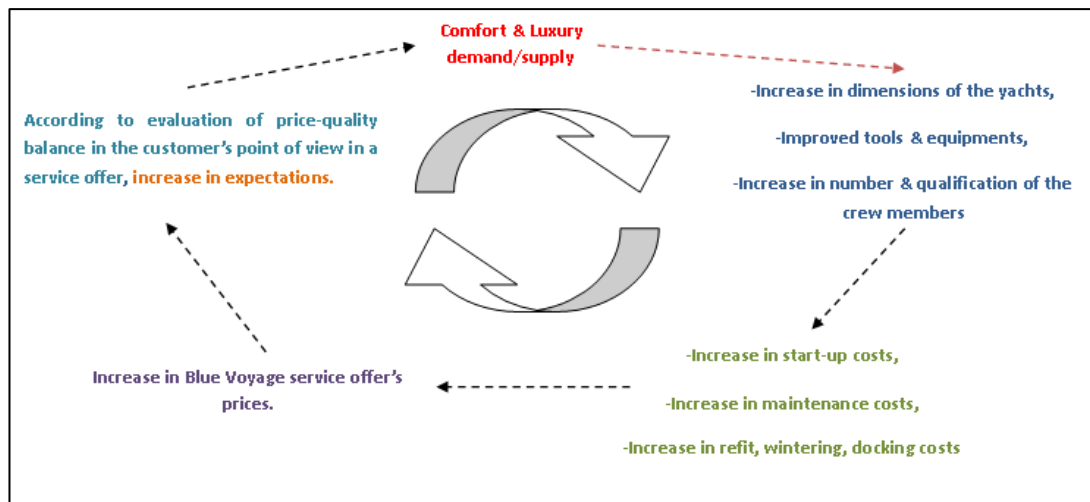 Comfort & Luxury
demand/supply
-Increase in dimensions of the yachts,
-Improved tools & equipments,
-Increase in number & qualification of the
crew members
-Increase in start-up costs,
-Increase in maintenance costs,
-Increase in refit, wintering, docking costs
Increase in Blue Voyage service offer's
prices.
According to evaluation of price-quality
balance in the customer's point of view in a
service offer, increase in expectations.